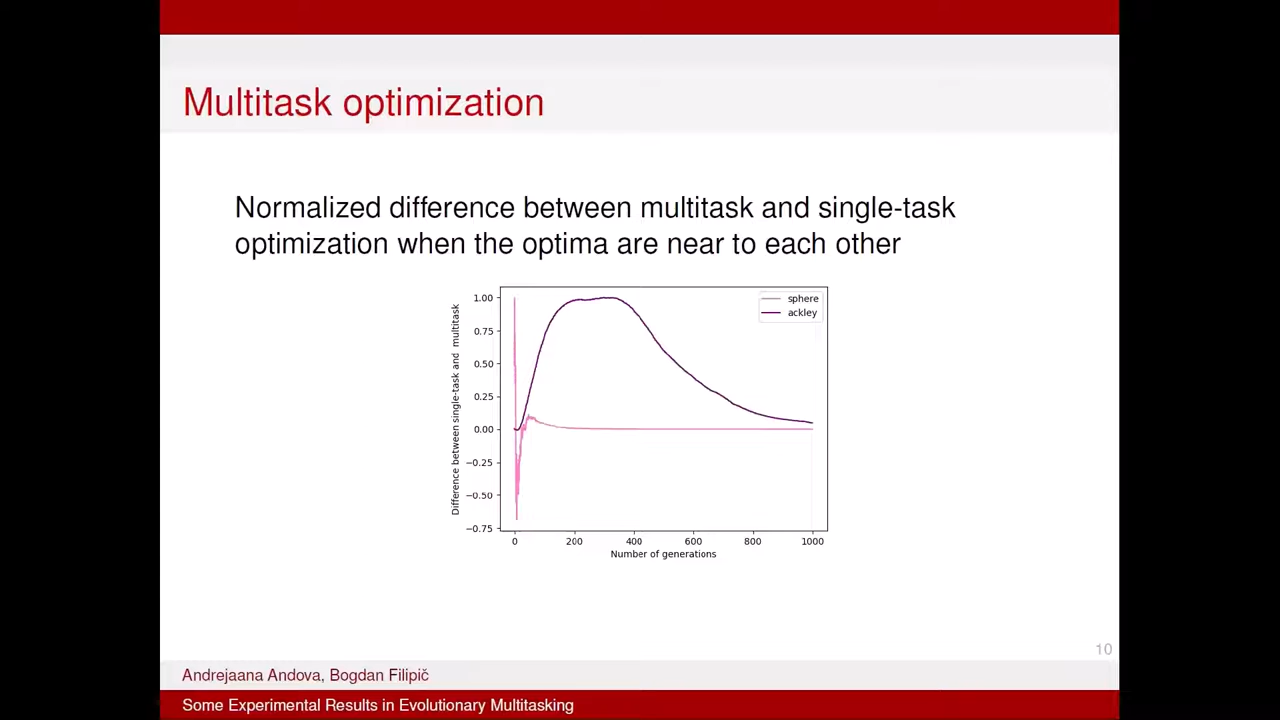 Multitask optimization
Normalized difference between multitask and single-task
optimization when the optima are near to each other
Difference between single-task and  multitask
1.00
0.75
0.50
0.25
0.00
−0.25
−0.50
−0.75
sphere
ackley
0 200 400 600 800 1000
Number of generations
10
Andrejaana Andova, Bogdan Filipič
Some Experimental Results in Evolutionary Multitasking